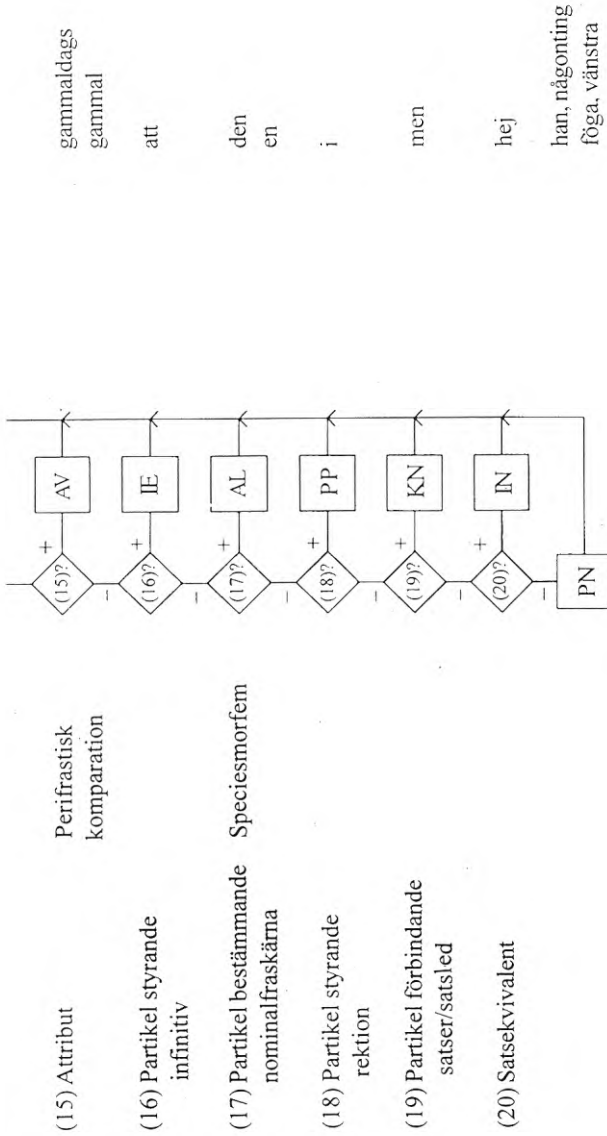 (15) Attribut Perifrastisk (15)? + AV gammaldags
komparation – gammal
(16) Partikel styrande (16)? + IE att
infinitiv –
(17) Partikel bestämmande Speciesmorfem (17)? + AL den
nominalfraskärna – en
(18) Partikel styrande (18)? + PP i
rektion –
(19) Partikel förbindande (19)? + KN men
satser/satsled –
(20) Satsekvivalent (20)? + IN hej
–
PN han, någonting
föga, vänstra